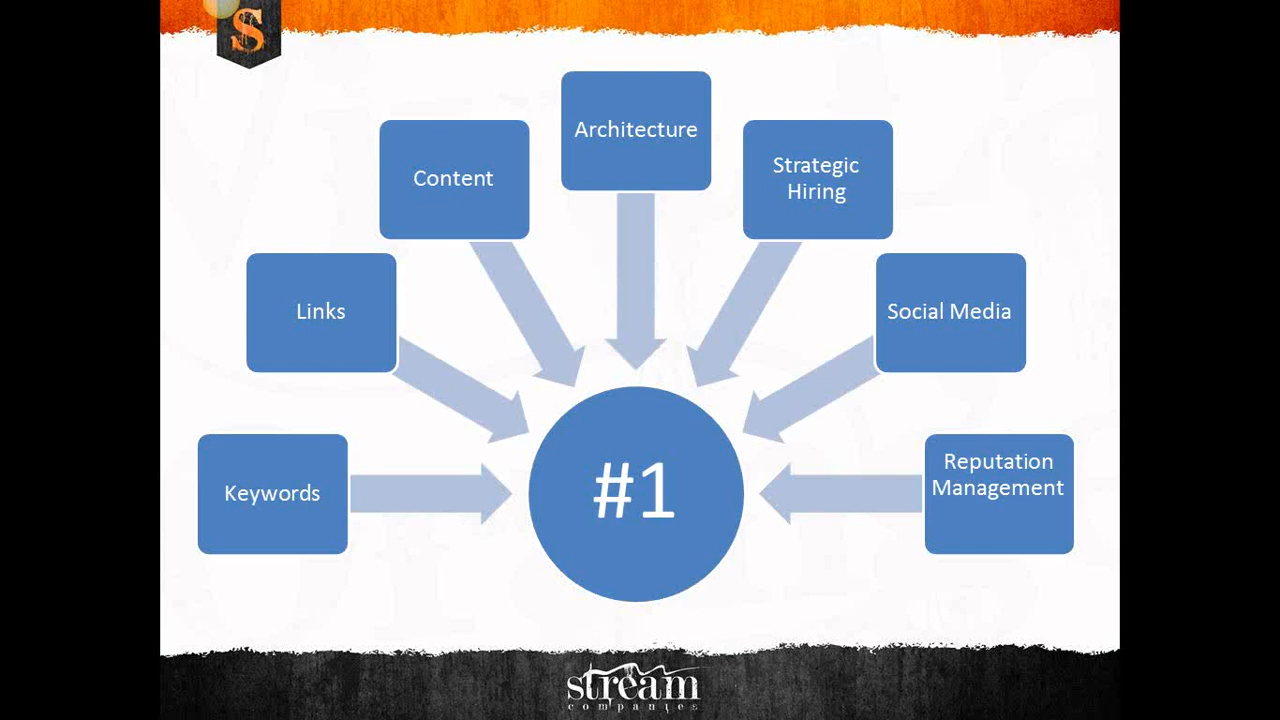 S
Architecture
Content
Strategic
Hiring
Links
Social Media
Keywords
#1
Reputation
Management
stream
companies